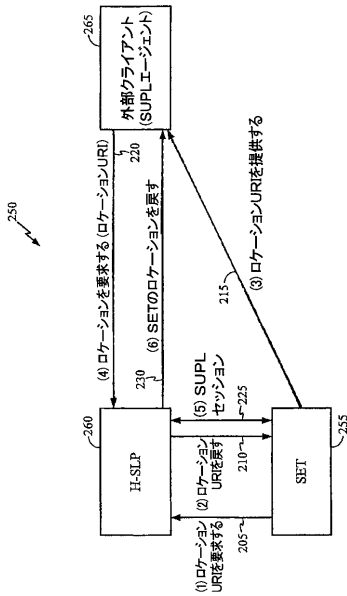 250
265
外部クライアント
(SUPLエージェント)
(4) ロケーションを要求する(ロケーションURI)
220
(6) SETのロケーションを戻す
230
(3) ロケーションURIを提供する
215
260
H-SLP
(5) SUPL
セッション
225
(2) ロケーション
URIを戻す
210
(1) ロケーション
URIを要求する
205
SET
255